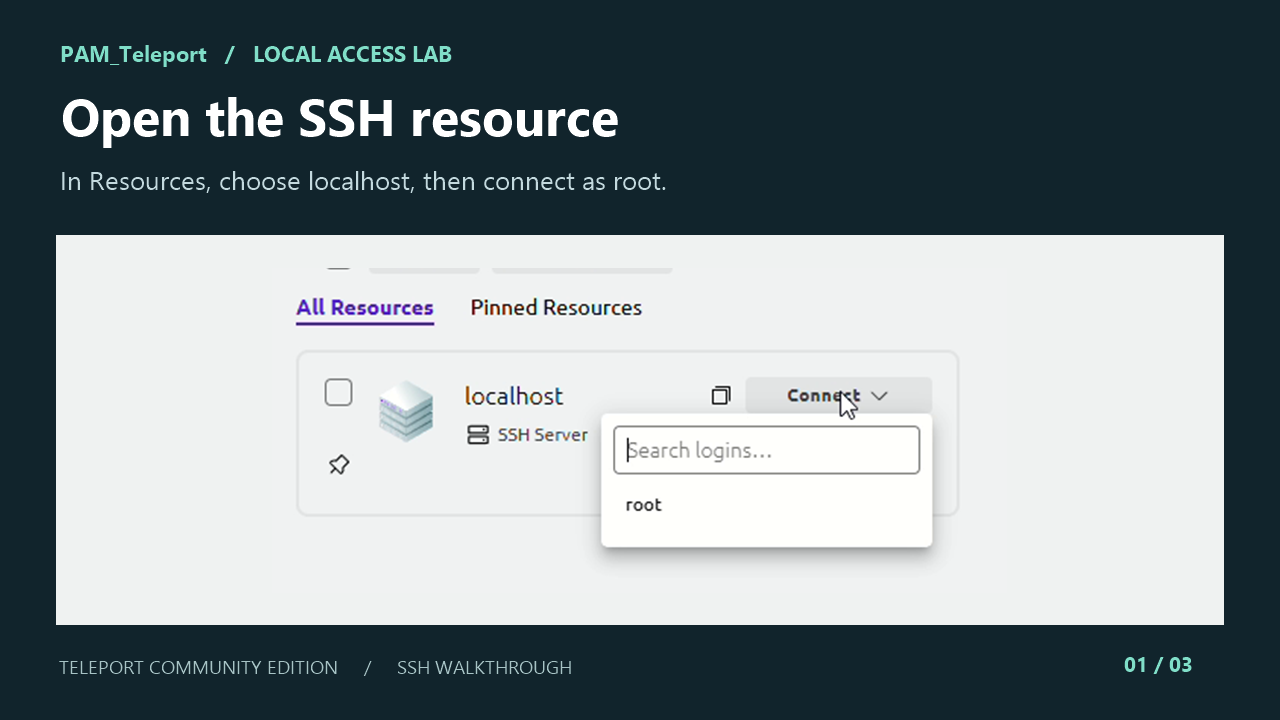 PAM_Teleport / LOCAL ACCESS LAB
Open the SSH resource
In Resources, choose localhost, then connect as root.
All Resources Pinned Resources
localhost Connect
SSH Server
Search logins...
root
TELEPORT COMMUNITY EDITION / SSH WALKTHROUGH 01 / 03